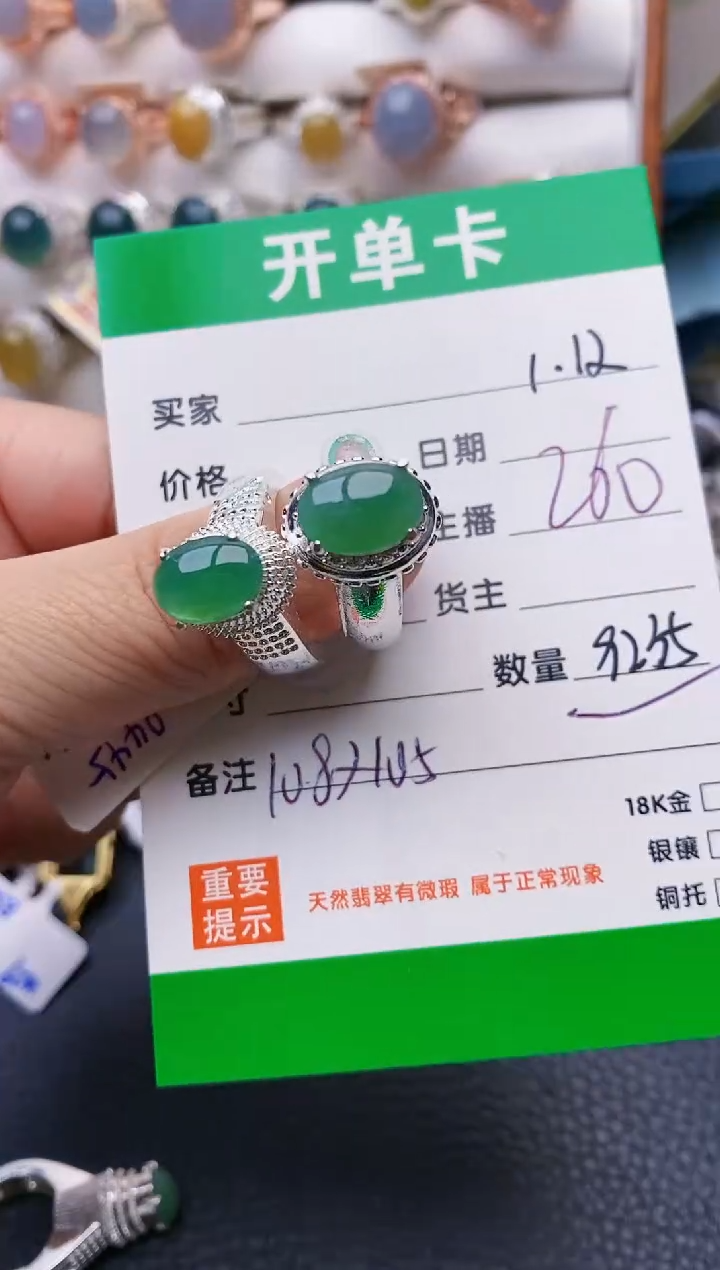 开单卡
1.12
买家
价格 日期
260
主播
货主
寸 数量 9245
备注
18K金
银镶
铜托
重要 天然翡翠有微瑕 属于正常现象
提示